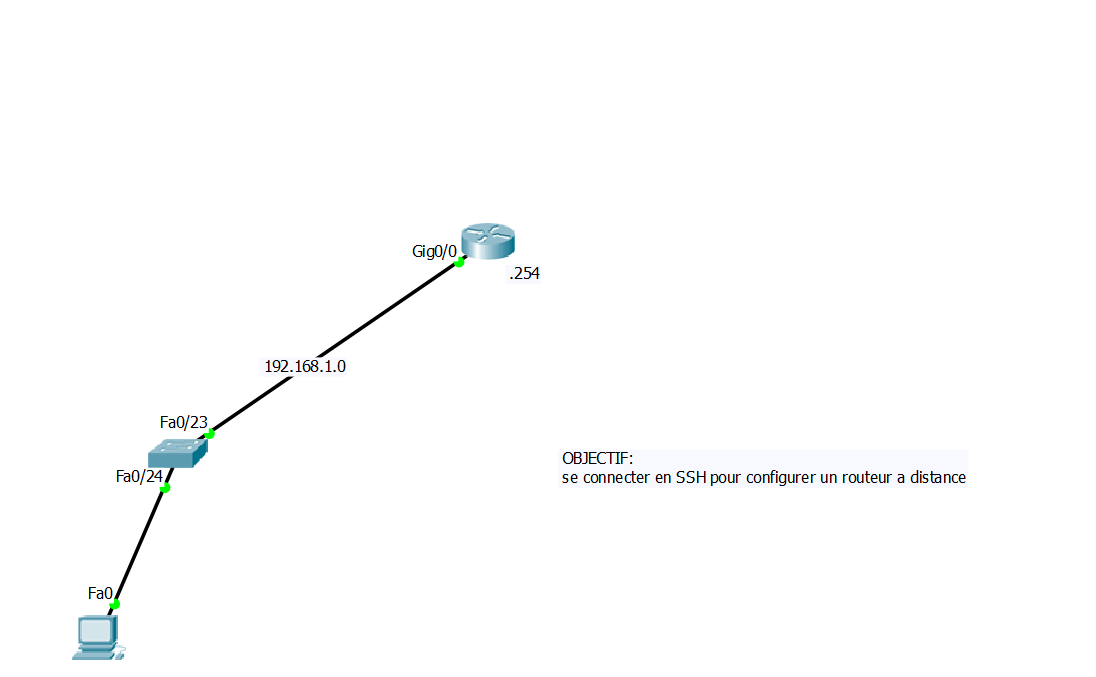 Gig0/0
.254
192.168.1.0
Fa0/23
OBJECTIF:
Fa0/24
se connecter en SSH pour configurer un routeur a distance
Fa0